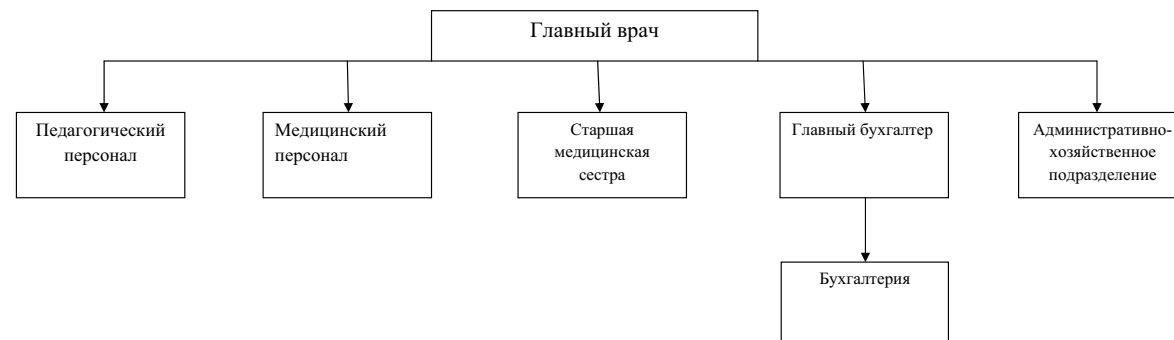 Главный врач
Педагогический
персонал
Медицинский
персонал
Старшая
медицинская
сестра
Главный бухгалтер
Административно-
хозяйственное
подразделение
Бухгалтерия